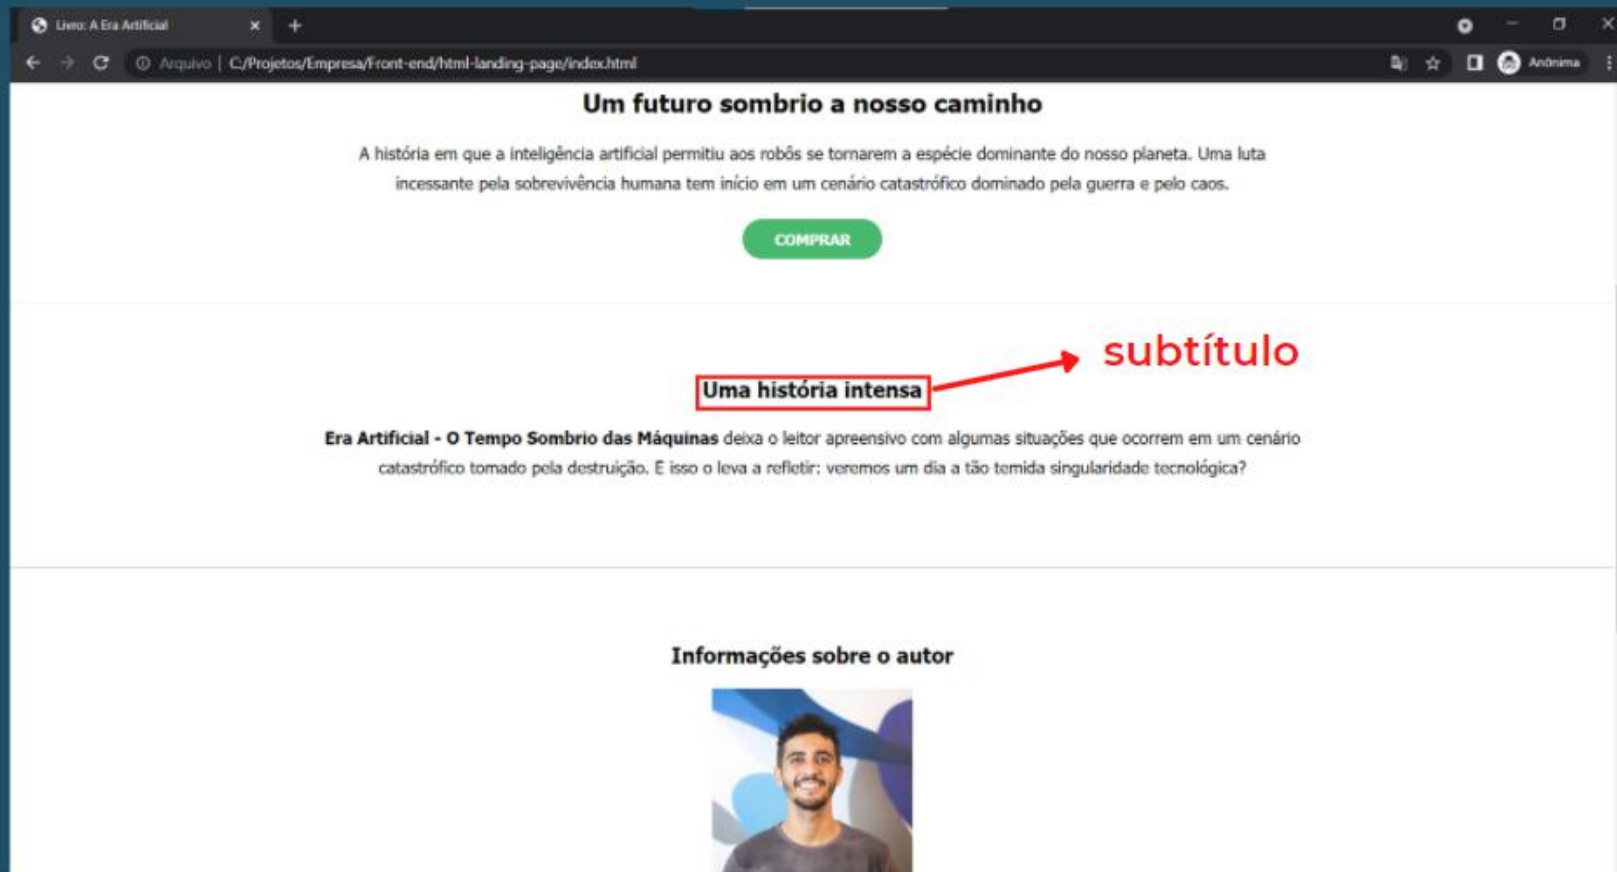 Livro: A Era Artificial
Arquivo | C:/Projetos/Empresa/Front-end/html-landing-page/index.html
Anônima
Um futuro sombrio a nosso caminho
A história em que a inteligência artificial permitiu aos robôs se tornarem a espécie dominante do nosso planeta. Uma luta
incessante pela sobrevivência humana tem início em um cenário catastrófico dominado pela guerra e pelo caos.
COMPRAR
subtítulo
Uma história intensa
Era Artificial - O Tempo Sombrio das Máquinas deixa o leitor apreensivo com algumas situações que ocorrem em um cenário
catastrófico tomado pela destruição. E isso o leva a refletir: veremos um dia a tão temida singularidade tecnológica?
Informações sobre o autor